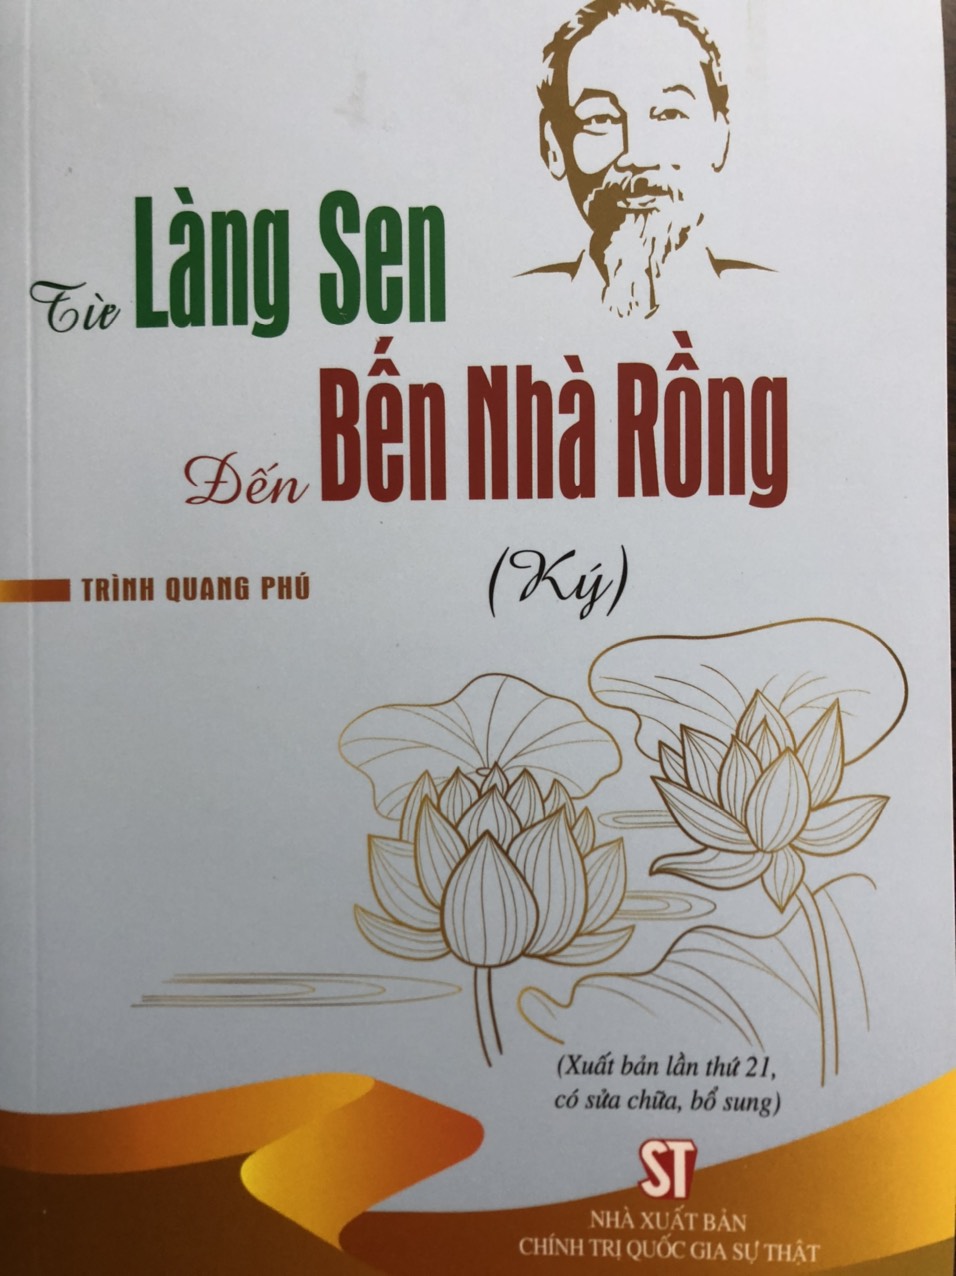 Từ Làng Sen
Đến Bến Nhà Rồng
(Ký)
TRÌNH QUANG PHÚ
(Xuất bản lần thứ 21,
có sửa chữa, bổ sung)
ST
NHÀ XUẤT BẢN
CHÍNH TRỊ QUỐC GIA SỰ THẬT